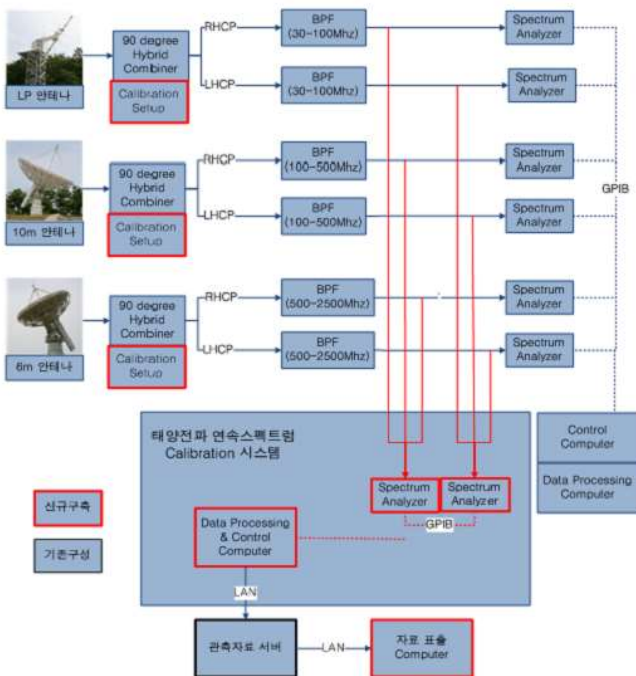 RHCP
BPF
(30-100Mhz)
Spectrum
Analyzer
90 degree
Hybrid
Combiner
LHCP
BPF
(30-100Mhz)
Spectrum
Analyzer
LP 안테나
Calibration
Setup
RHCP
BPF
(100-500Mhz)
Spectrum
Analyzer
90 degree
Hybrid
Combiner
GPIB
LHCP
BPF
(100-500Mhz)
Spectrum
Analyzer
10m 안테나
Calibration
Setup
RHCP
BPF
(500-2500Mhz)
Spectrum
Analyzer
90 degree
Hybrid
Combiner
LHCP
BPF
(500-2500Mhz)
Spectrum
Analyzer
6m 안테나
Calibration
Setup
태양전파 연속스펙트럼
Calibration 시스템
Control
Computer
Data Processing
Computer
Spectrum
Analyzer
Spectrum
Analyzer
GPIB
신규구축
Data Processing
& Control
Computer
기존구성
LAN
관측자료 서버
LAN
자료 표출
Computer